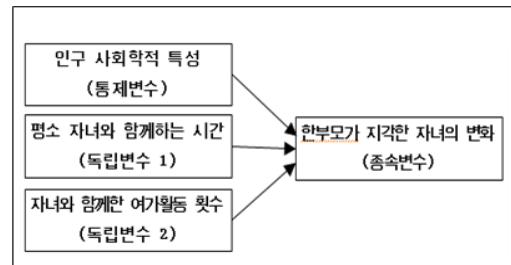 인구 사회학적 특성
(통제변수)
평소 자녀와 함께하는 시간
(독립변수 1)
자녀와 함께한 여가활동 횟수
(독립변수 2)
한부모가 지각한 자녀의 변화
(종속변수)